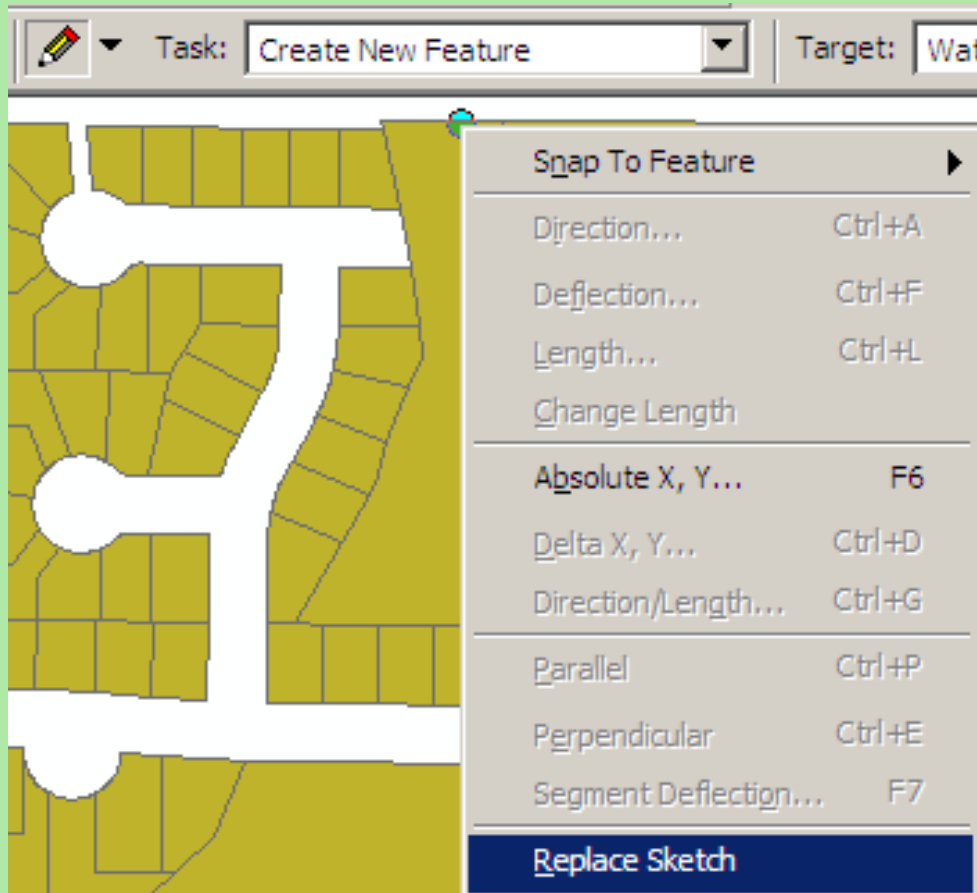 Task: Create New Feature Target: Wat
Snap To Feature
Direction... Ctrl+A
Deflection... Ctrl+F
Length... Ctrl+L
Change Length
Absolute X, Y... F6
Delta X, Y... Ctrl+D
Direction/Length... Ctrl+G
Parallel Ctrl+P
Perpendicular Ctrl+E
Segment Deflection... F7
Replace Sketch